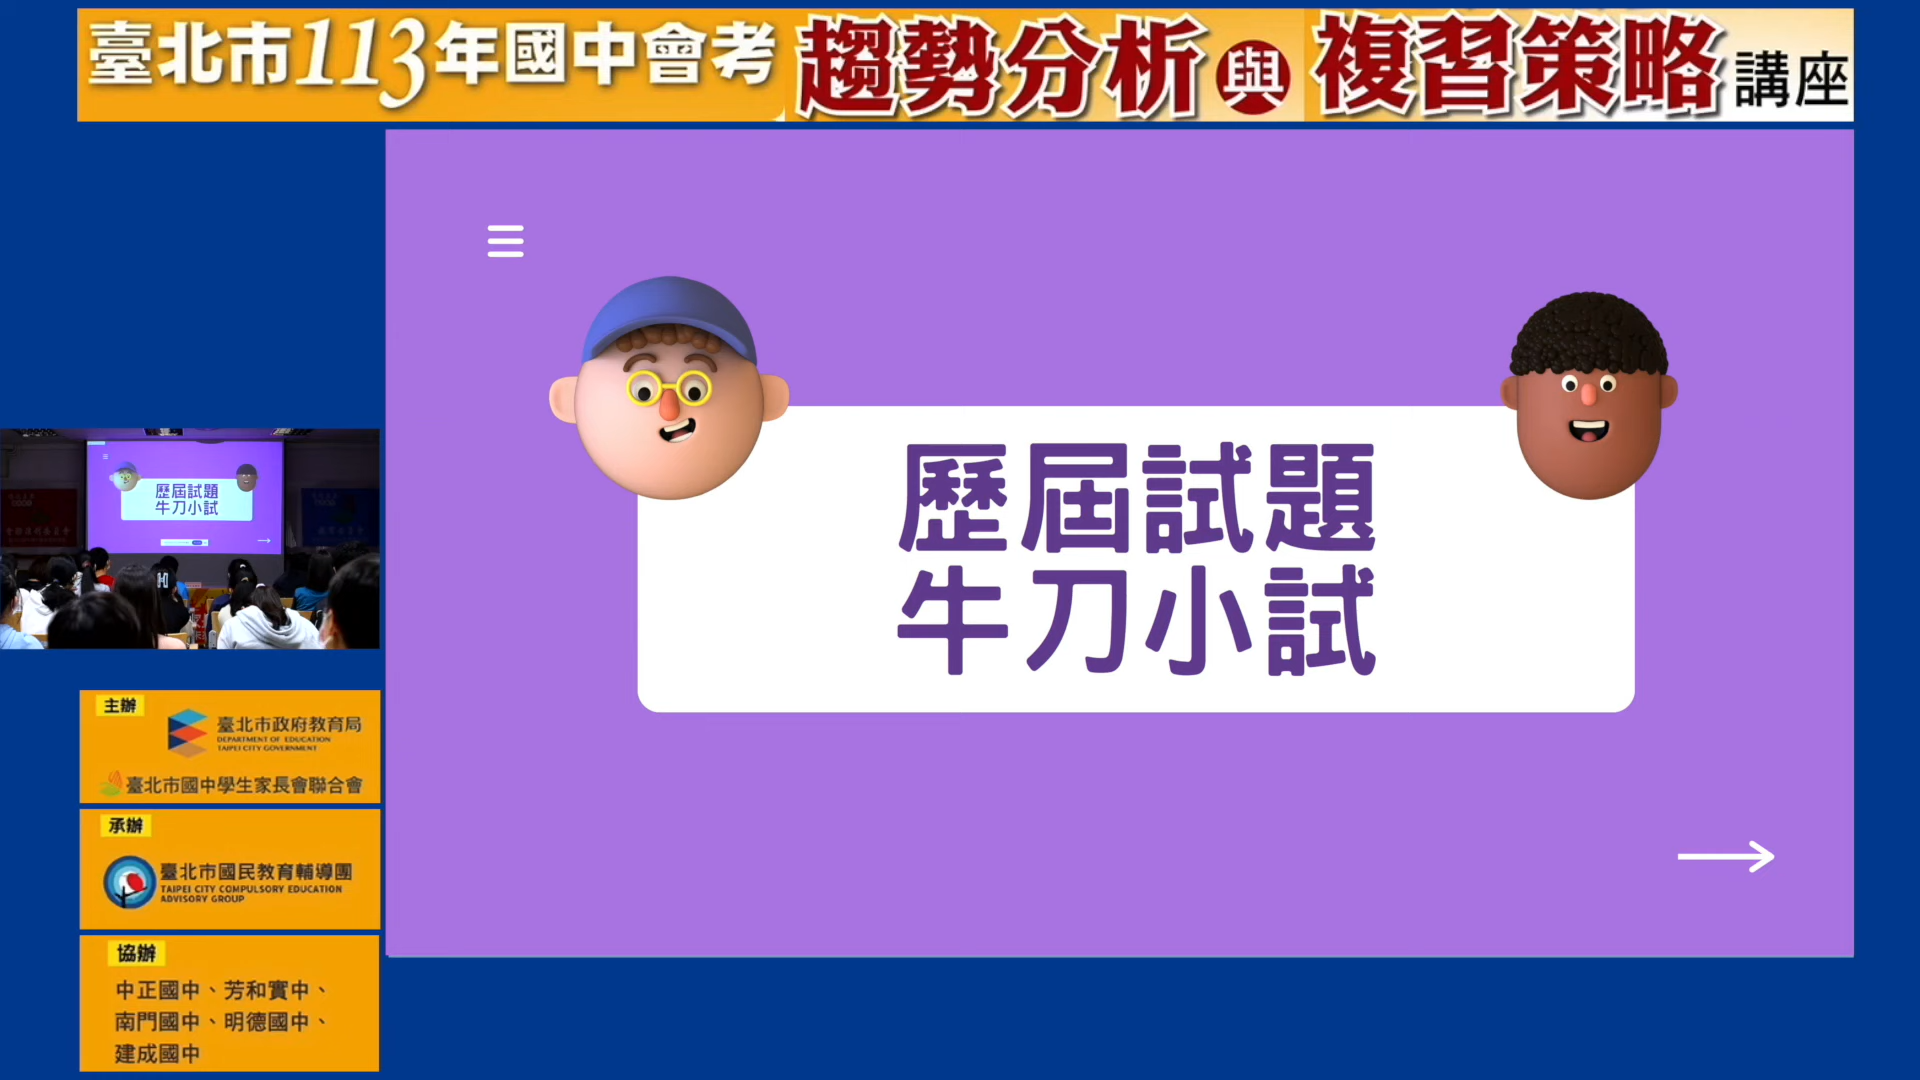 臺北市113年國中會考 趨勢分析與複習策略講座
歷屆試題
牛刀小試
歷屆試題
牛刀小試
主辦
臺北市政府教育局
DEPARTMENT OF EDUCATION
TAIPEI CITY GOVERNMENT
臺北市國中學生家長會聯合會
承辦
臺北市國民教育輔導團
TAIPEI CITY COMPULSORY EDUCATION
ADVISORY GROUP
協辦
中正國中、芳和實中、
南門國中、明德國中、
建成國中